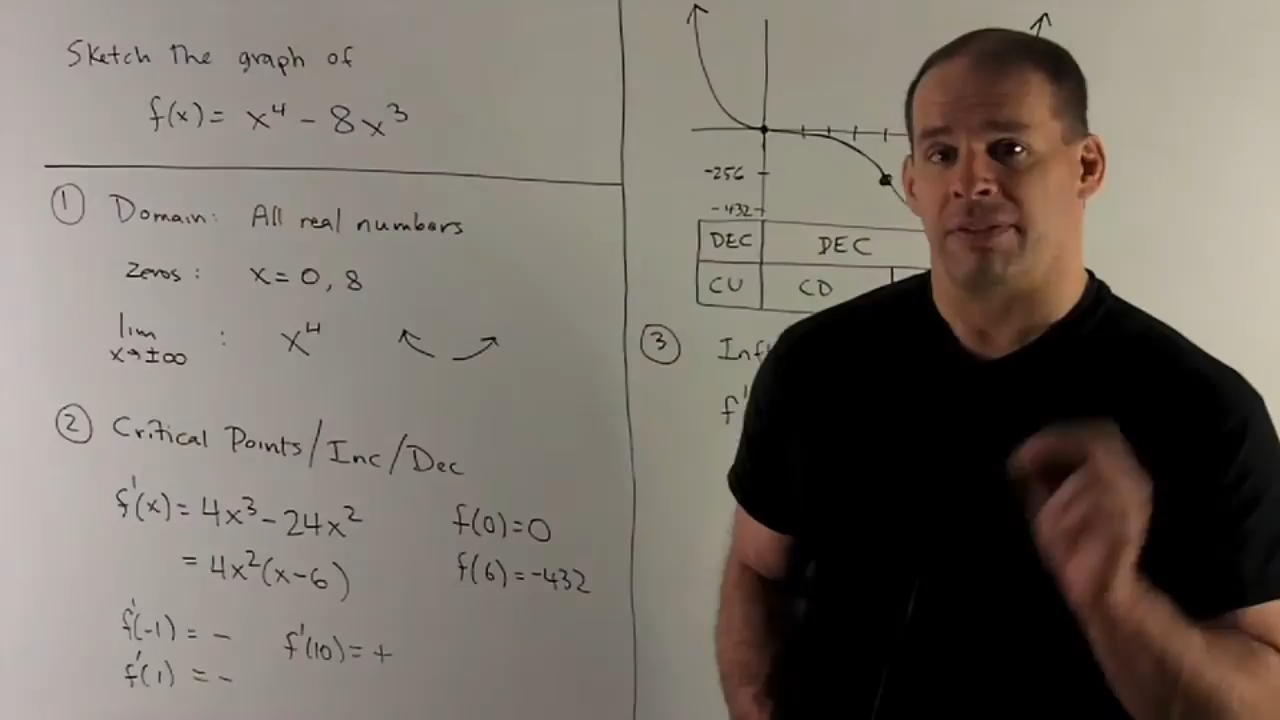 Sketch the graph of
f(x) = x⁴ - 8x³
① Domain: All real numbers
Zeros: x = 0, 8
lim x→±∞ : x⁴
② Critical Points/Inc/Dec
f'(x) = 4x³ - 24x²
= 4x²(x-6)
f(0) = 0
f(6) = -432
f'(-1) = -
f'(1) = -
f'(10) = +
-256
-432
DEC DEC
CU CD
③ Inf
f'